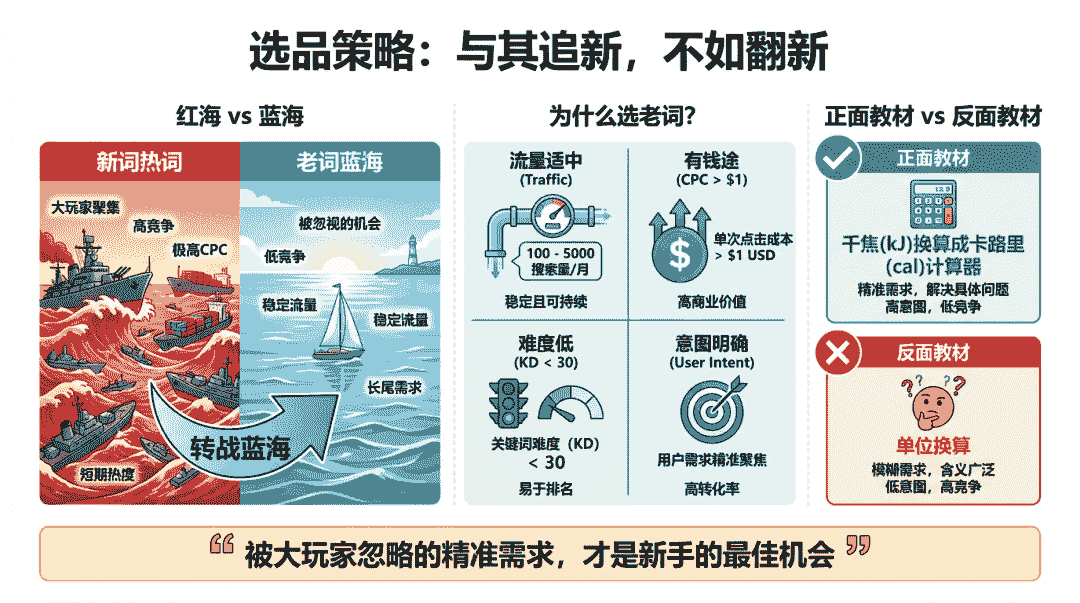 选品策略：与其追新，不如翻新
红海 vs 蓝海
新词热词
大玩家聚集
高竞争
极高CPC
短期热度
老词蓝海
被忽视的机会
低竞争
稳定流量
稳定流量
长尾需求
转战蓝海
为什么选老词？
流量适中
(Traffic)
100 - 5000
搜索量/月
稳定且可持续
有钱途
(CPC > $1)
$
单次点击成本
> $1 USD
高商业价值
难度低
(KD < 30)
关键词难度（KD）
< 30
易于排名
意图明确
(User Intent)
用户需求精准聚焦
高转化率
正面教材 vs 反面教材
正面教材
千焦(kJ)换算成卡路里
(cal)计算器
精准需求，解决具体问题
高意图，低竞争
反面教材
??
??
单位换算
模糊需求，含义广泛
低意图，高竞争
“被大玩家忽略的精准需求，才是新手的最佳机会”